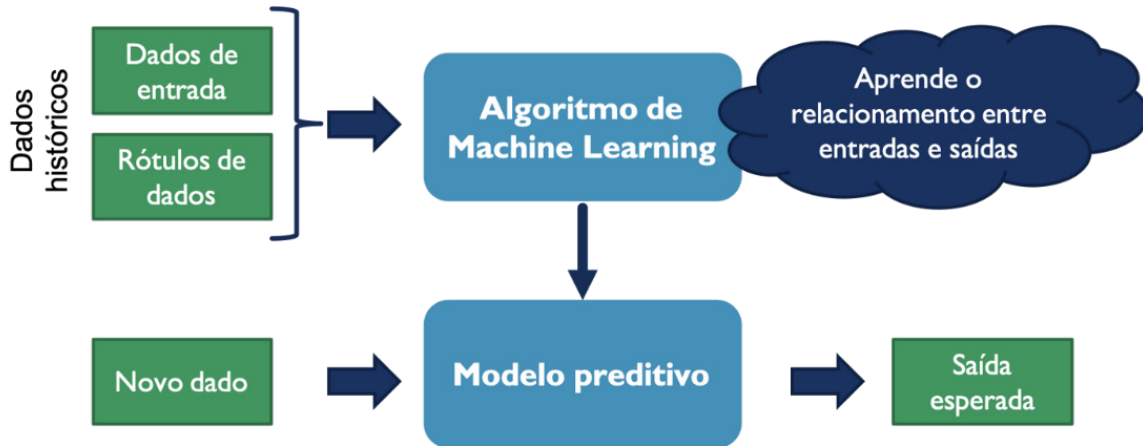 Dados
históricos
Dados de
entrada
Rótulos de
dados
Algoritmo de
Machine Learning
Aprende o
relacionamento entre
entradas e saídas
Novo dado
Modelo preditivo
Saída
esperada